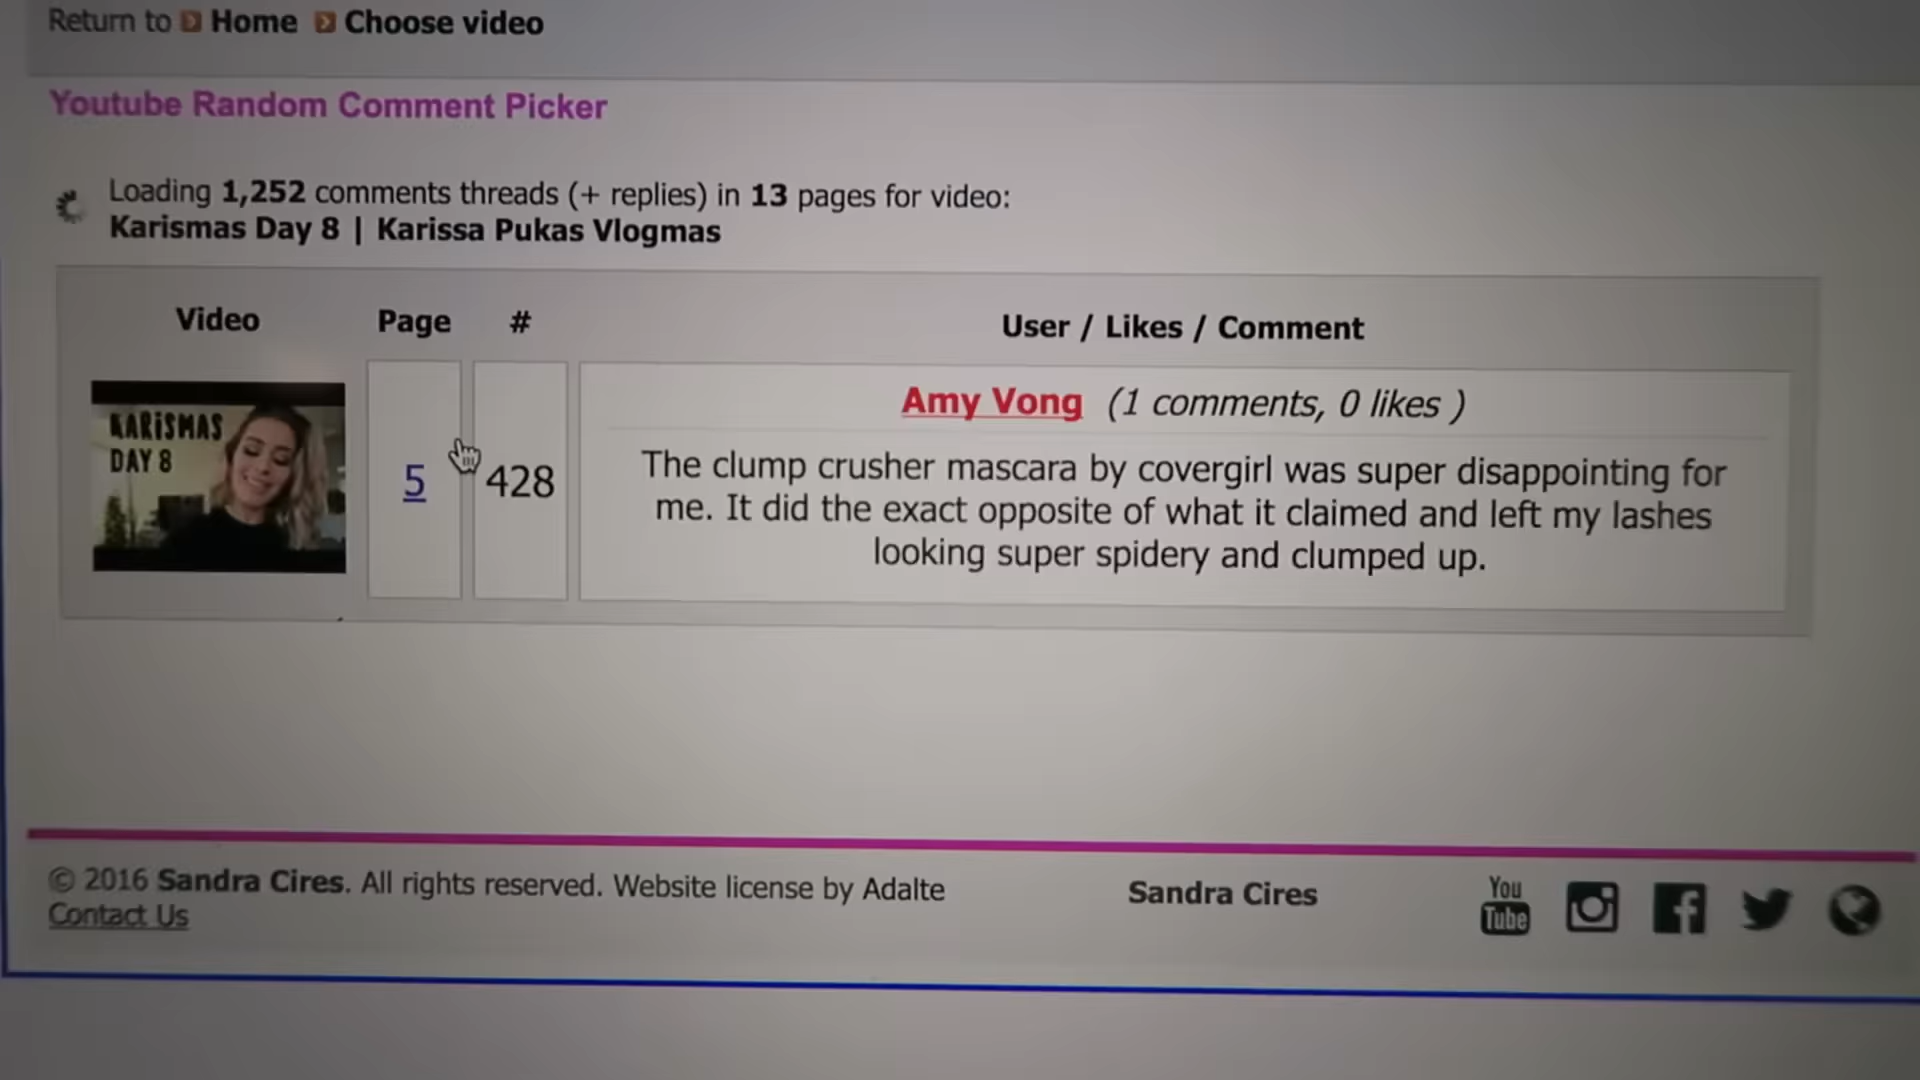 Return to Home Choose video
Youtube Random Comment Picker
Loading 1,252 comments threads (+ replies) in 13 pages for video:
Karismas Day 8 | Karissa Pukas Vlogmas
Video Page # User / Likes / Comment
KARiSMAS
DAY 8
5
428
Amy Vong (1 comments, 0 likes )
The clump crusher mascara by covergirl was super disappointing for
me. It did the exact opposite of what it claimed and left my lashes
looking super spidery and clumped up.
© 2016 Sandra Cires. All rights reserved. Website license by Adalte
Contact Us
Sandra Cires
You
Tube